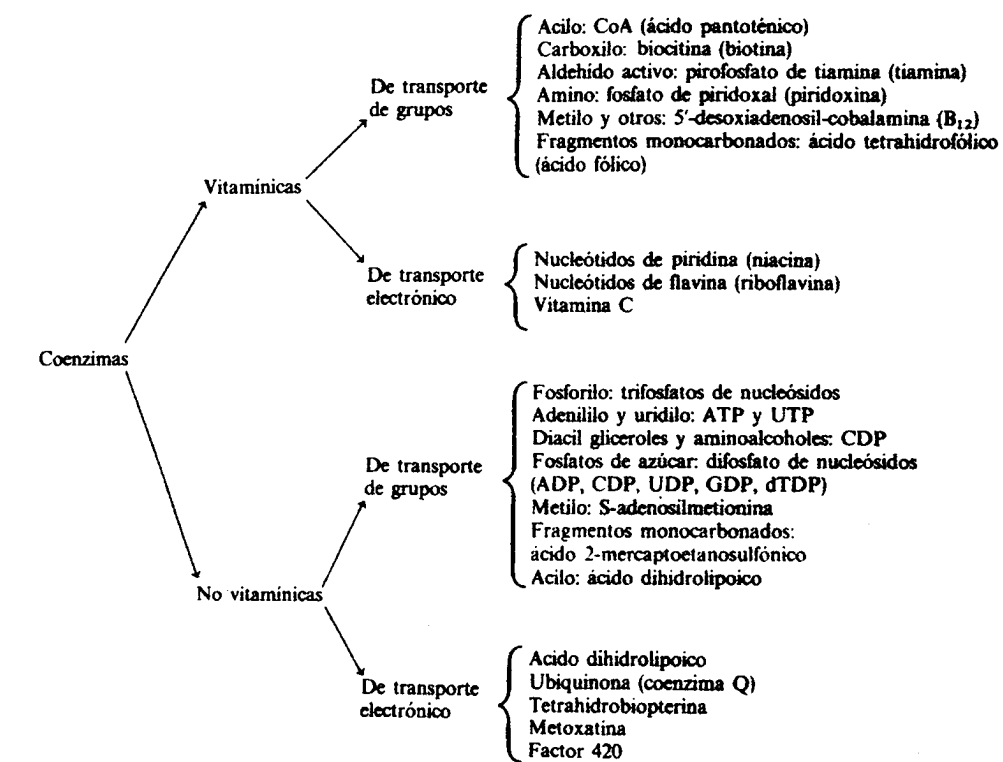 Coenzimas
Vitamínicas
De transporte
de grupos
Acilo: CoA (ácido pantoténico)
Carboxilo: biocitina (biotina)
Aldehído activo: pirofosfato de tiamina (tiamina)
Amino: fosfato de piridoxal (piridoxina)
Metilo y otros: 5′-desoxiadenosil-cobalamina (B₁₂)
Fragmentos monocarbonados: ácido tetrahidrofólico
(ácido fólico)
De transporte
electrónico
Nucleótidos de piridina (niacina)
Nucleótidos de flavina (riboflavina)
Vitamina C
No vitamínicas
De transporte
de grupos
Fosforilo: trifosfatos de nucleósidos
Adenililo y uridilo: ATP y UTP
Diacil gliceroles y aminoalcoholes: CDP
Fosfatos de azúcar: difosfato de nucleósidos
(ADP, CDP, UDP, GDP, dTDP)
Metilo: S-adenosilmetionina
Fragmentos monocarbonados:
ácido 2-mercaptoetanosulfónico
Acilo: ácido dihidrolipoico
De transporte
electrónico
Acido dihidrolipoico
Ubiquinona (coenzima Q)
Tetrahidrobiopterina
Metoxatina
Factor 420